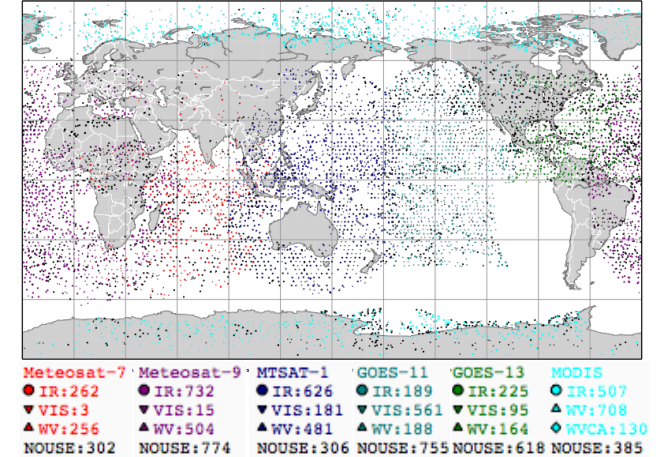 Meteosat-7 Meteosat-9 MTSAT-1 GOES-11 GOES-13 MODIS
IR:262 IR:732 IR:626 IR:189 IR:225 IR:507
VIS:3 VIS:15 VIS:181 VIS:561 VIS:95 WV:708
WV:256 WV:504 WV:481 WV:188 WV:164 WVCA:130
NOUSE:302 NOUSE:774 NOUSE:306 NOUSE:755 NOUSE:618 NOUSE:385